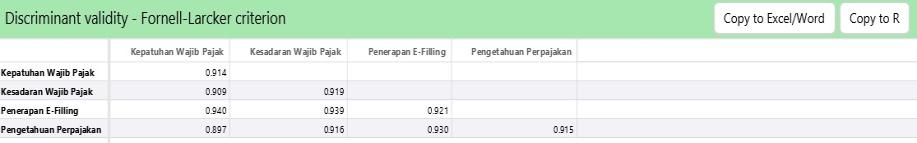 Discriminant validity - Fornell-Larcker criterion Copy to Excel/Word Copy to R
Kepatuhan Wajib Pajak Kesadaran Wajib Pajak Penerapan E-Filling Pengetahuan Perpajakan
Kepatuhan Wajib Pajak 0.914
Kesadaran Wajib Pajak 0.909 0.919
Penerapan E-Filling 0.940 0.939 0.921
Pengetahuan Perpajakan 0.897 0.916 0.930 0.915